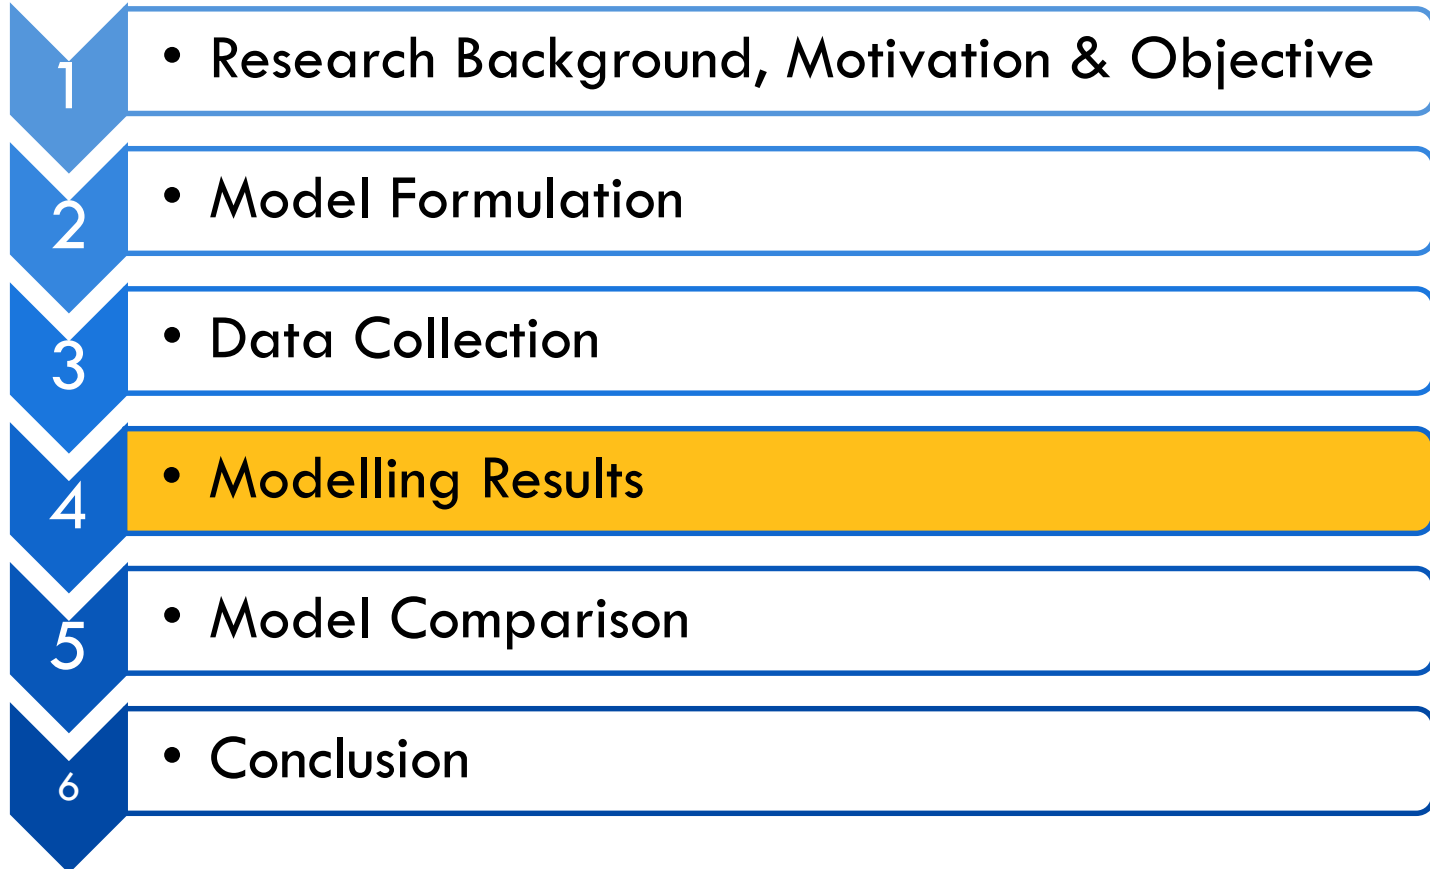 1 • Research Background, Motivation & Objective
2 • Model Formulation
3 • Data Collection
4 • Modelling Results
5 • Model Comparison
6 • Conclusion